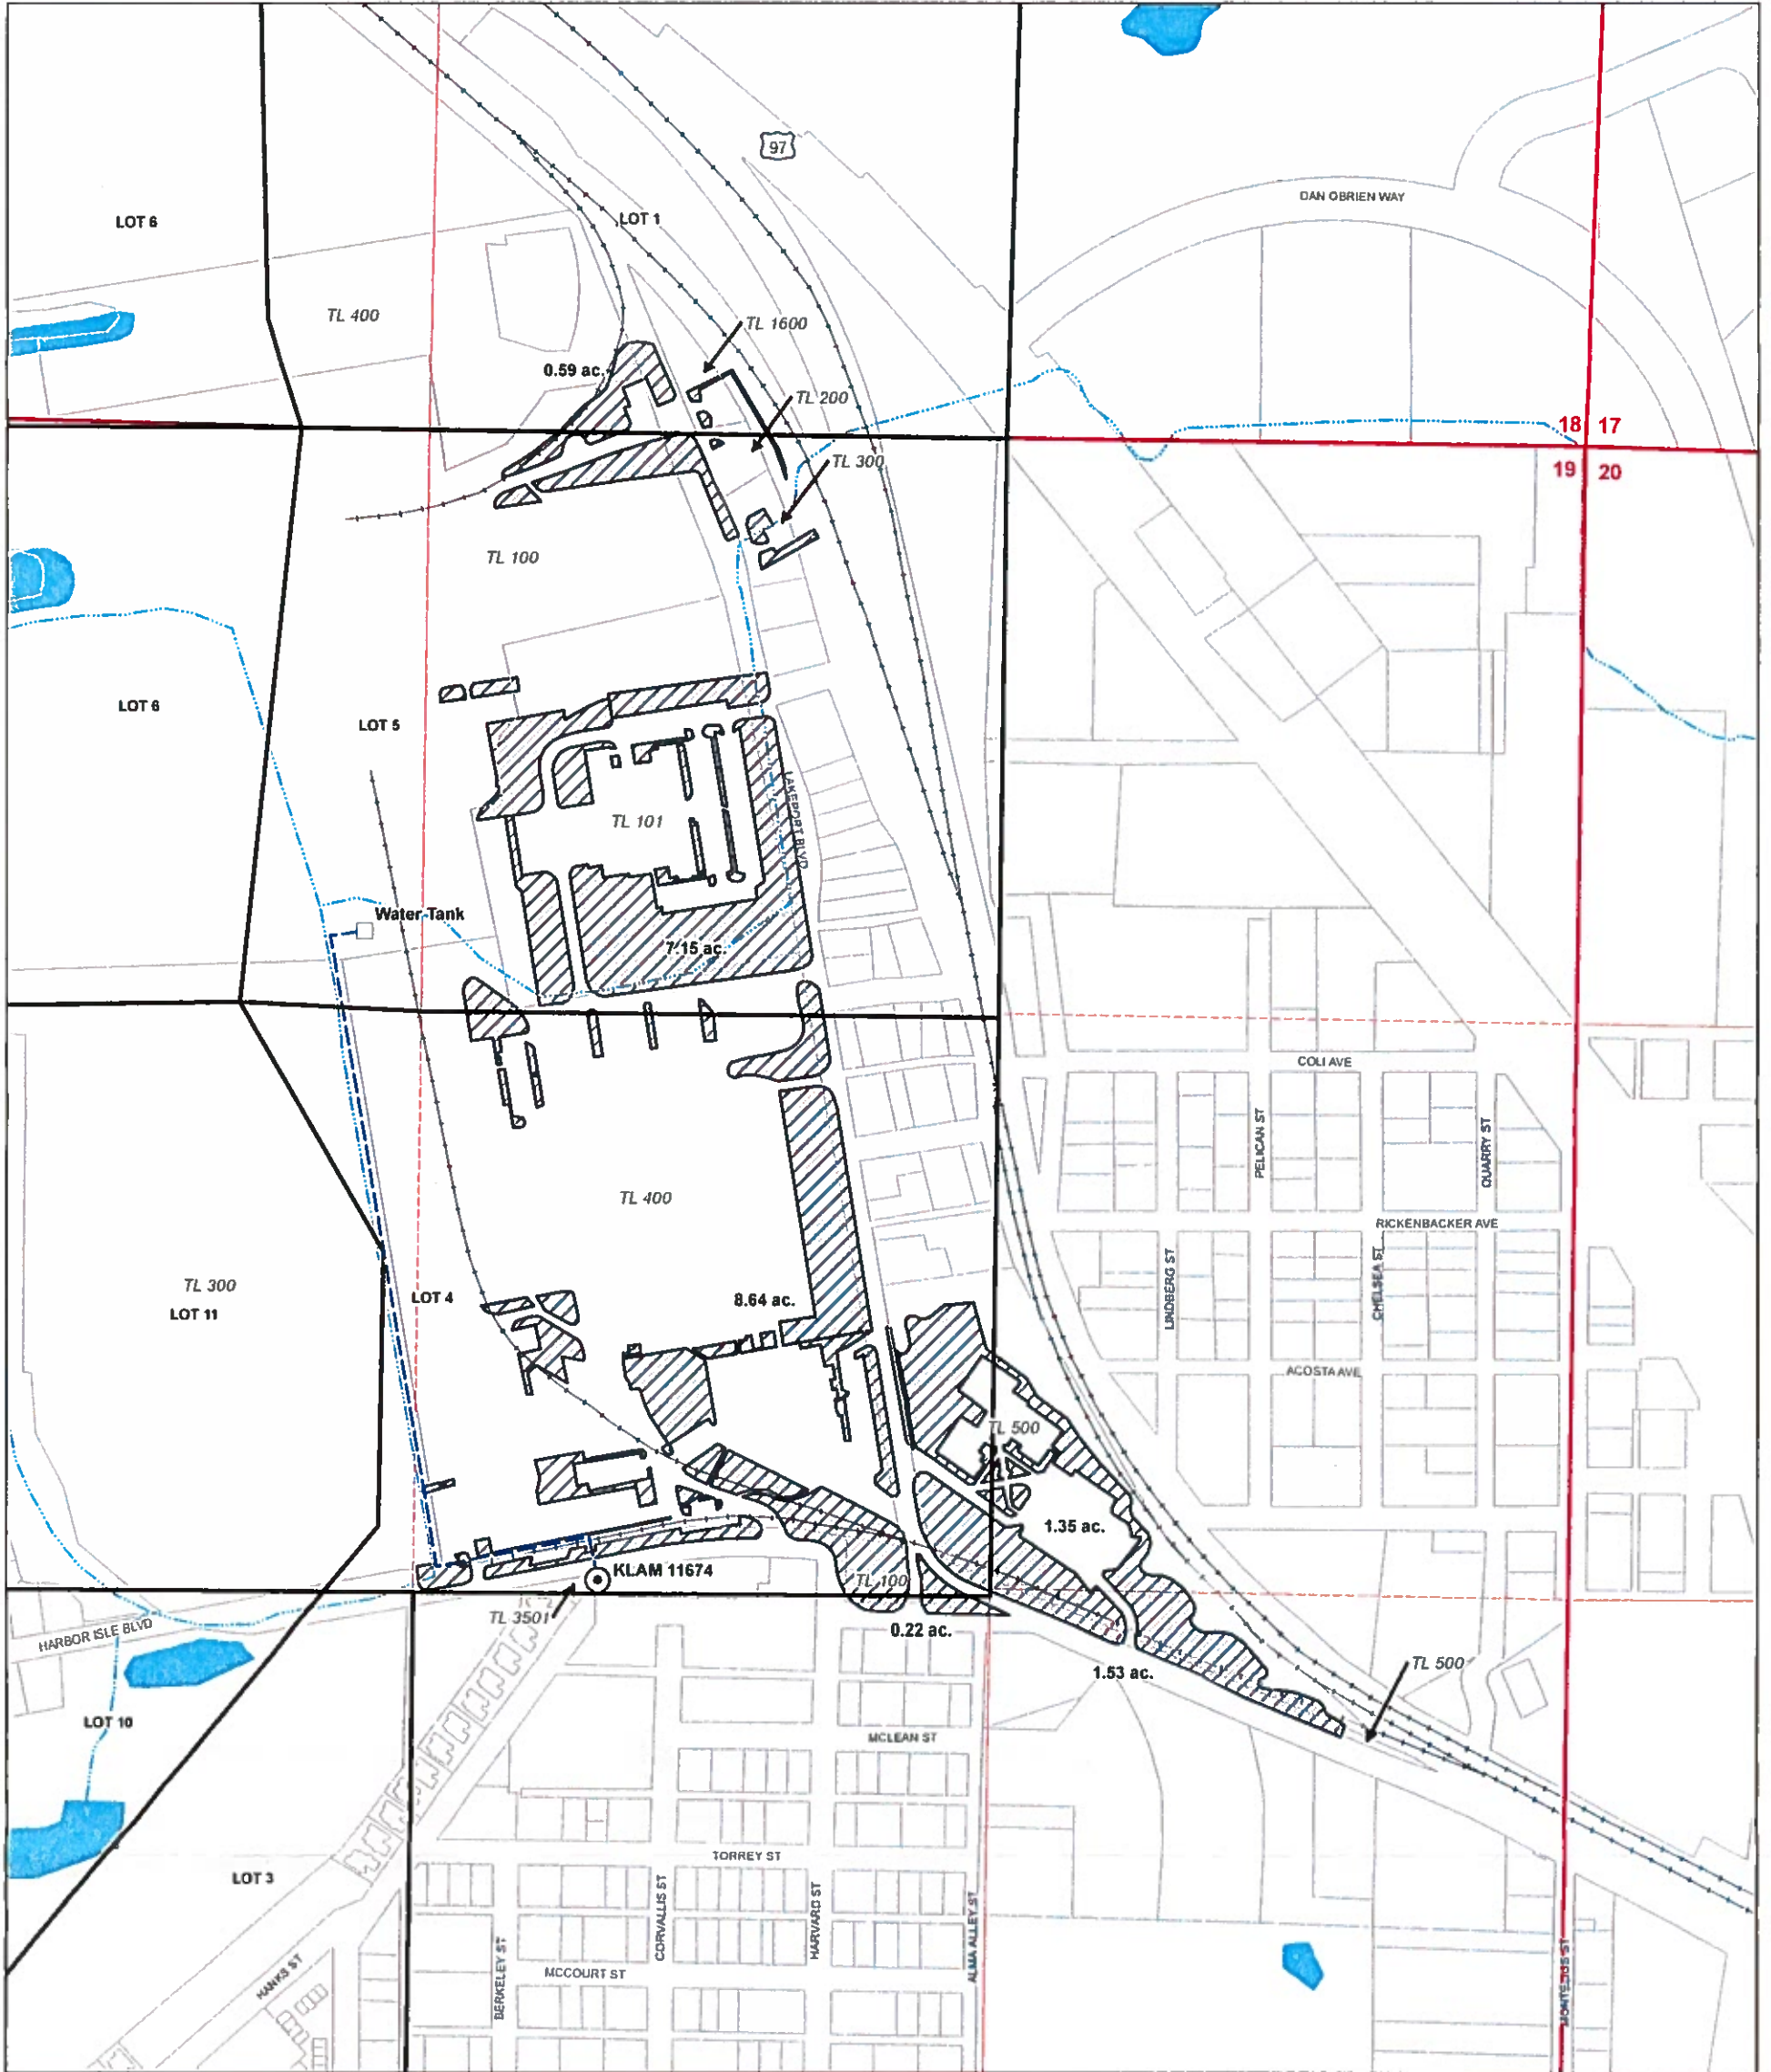 97
DAN OBRIEN WAY
LOT 6
LOT 1
TL 400
TL 1600
0.59 ac.
TL 200
18 17
TL 300
19 20
TL 100
LOT 6
LOT 5
LAKEPORT BLVD
TL 101
Water Tank
7.15 ac.
COLI AVE
PELICAN ST
QUARRY ST
TL 400
RICKENBACKER AVE
LINDBERG ST
CHELSEA ST
TL 300
LOT 11
LOT 4
8.64 ac.
ACOSTA AVE
TL 500
1.35 ac.
KLAM 11674
TL 100
TL 3501
0.22 ac.
HARBOR ISLE BLVD
1.53 ac.
TL 500
LOT 10
MCLEAN ST
TORREY ST
LOT 3
CORVALLIS ST
HARVARD ST
ALMA ALLEY ST
BERKELEY ST
MCCOURT ST
HANKS ST